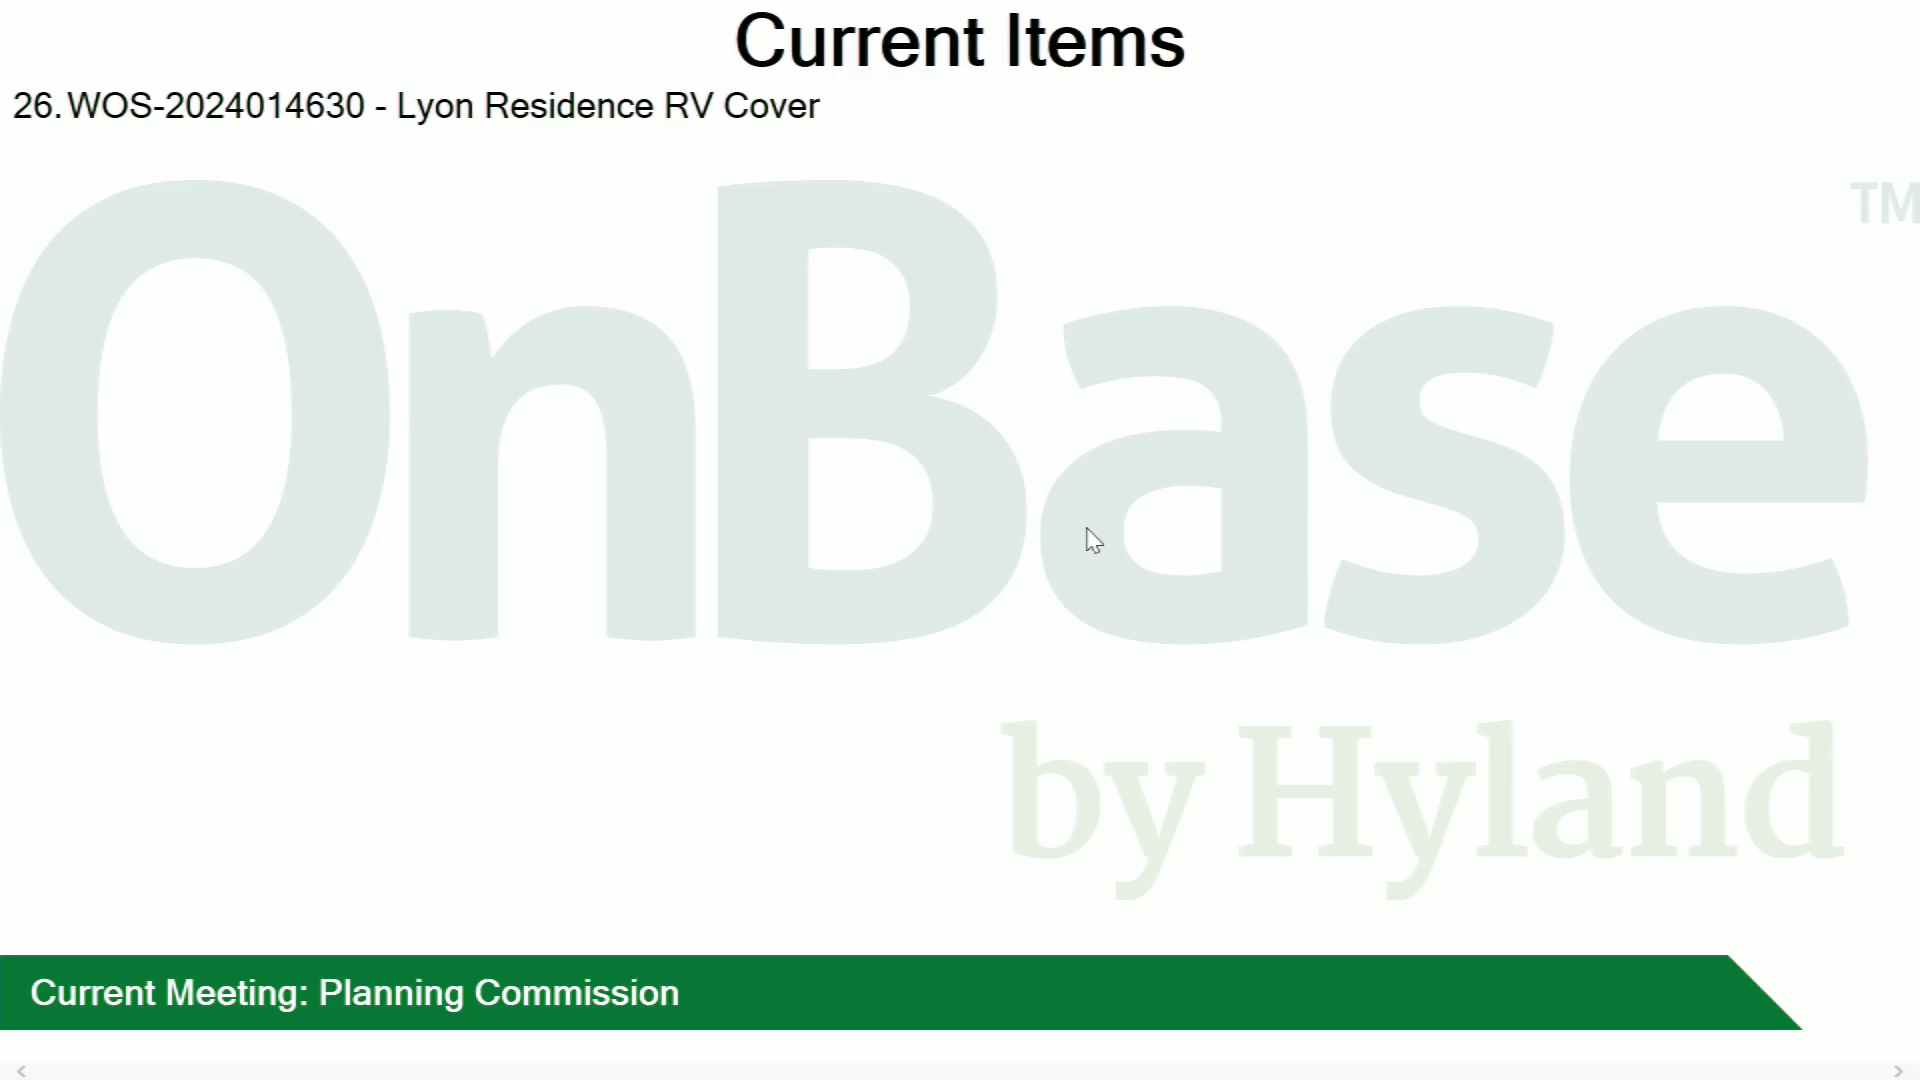 Current Items
26. WOS-2024014630 - Lyon Residence RV Cover
OnBase TM
by Hyland
Current Meeting: Planning Commission